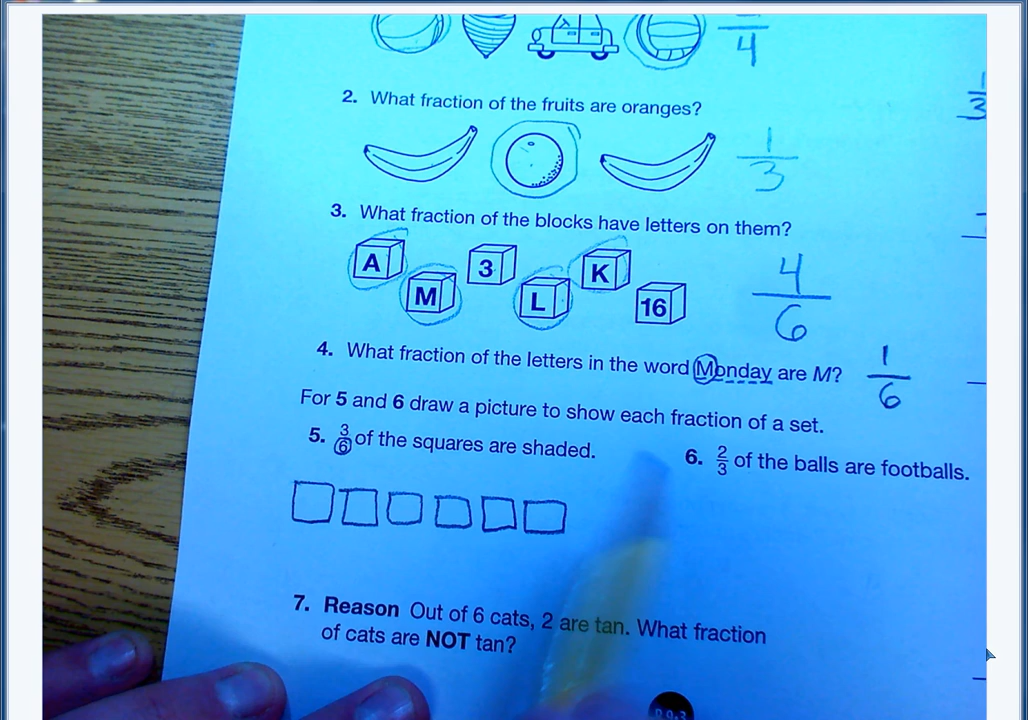 4
2. What fraction of the fruits are oranges?
1
3
1
3
3. What fraction of the blocks have letters on them?
A
M
3
L
K
16
4
6
4. What fraction of the letters in the word Monday are M?
1
6
For 5 and 6 draw a picture to show each fraction of a set.
5. 3/6 of the squares are shaded.
6. 2/3 of the balls are footballs.
7. Reason Out of 6 cats, 2 are tan. What fraction
of cats are NOT tan?